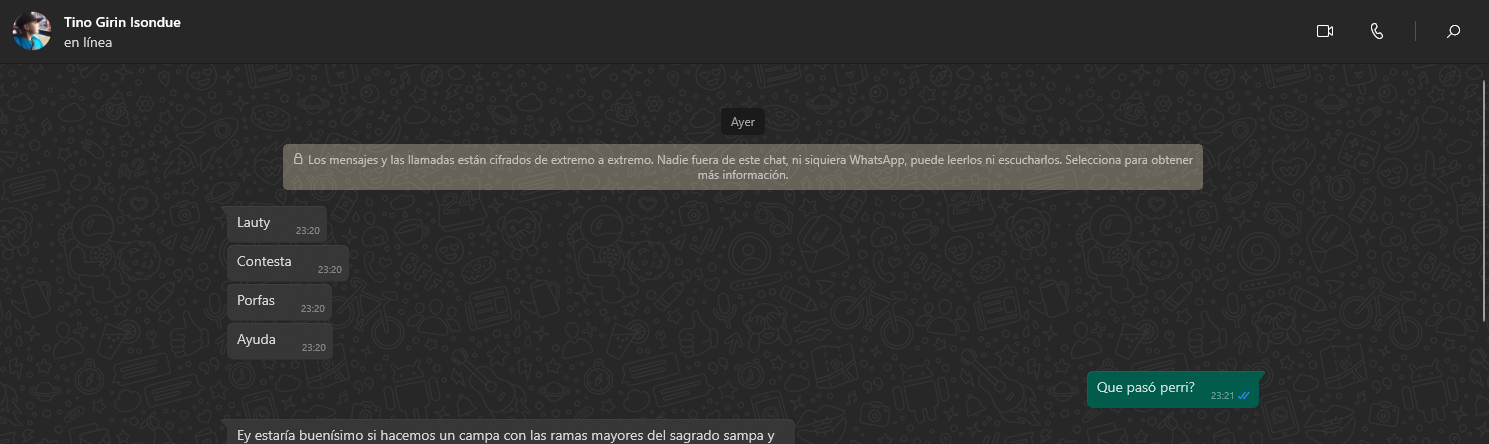 Tino Girin Isondue
en línea
Ayer
Los mensajes y las llamadas están cifrados de extremo a extremo. Nadie fuera de este chat, ni siquiera WhatsApp, puede leerlos ni escucharlos. Selecciona para obtener
más información.
Lauty
23:20
Contesta
23:20
Porfas
23:20
Ayuda
23:20
Que pasó perri?
23:21
Ey estaría buenísimo si hacemos un campa con las ramas mayores del sagrado sampa y